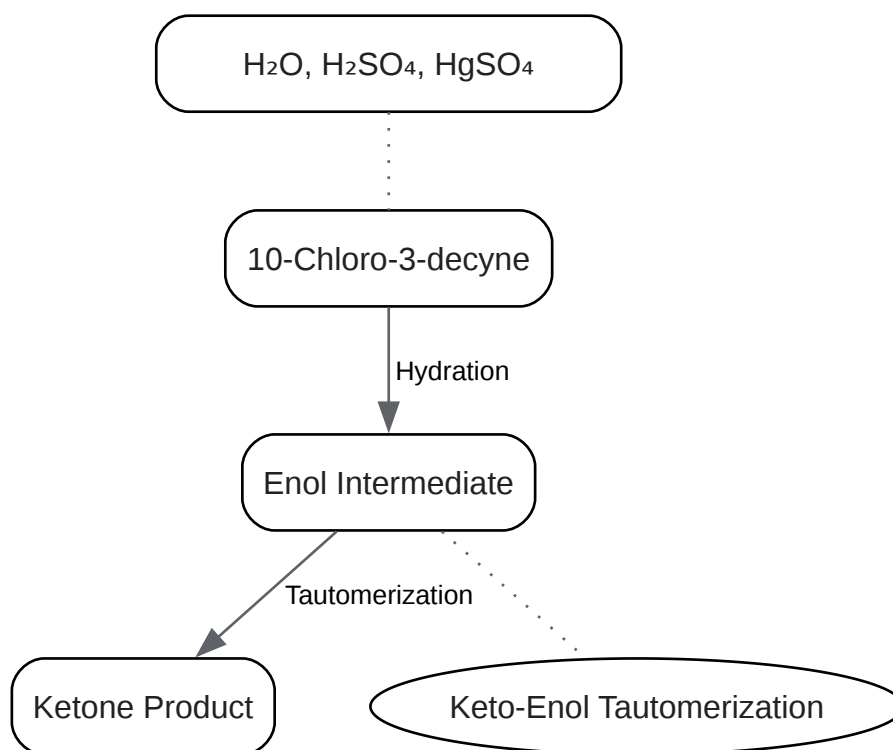 H₂O, H₂SO₄, HgSO₄
10-Chloro-3-decyne
Hydration
Enol Intermediate
Tautomerization
Ketone Product
Keto-Enol Tautomerization